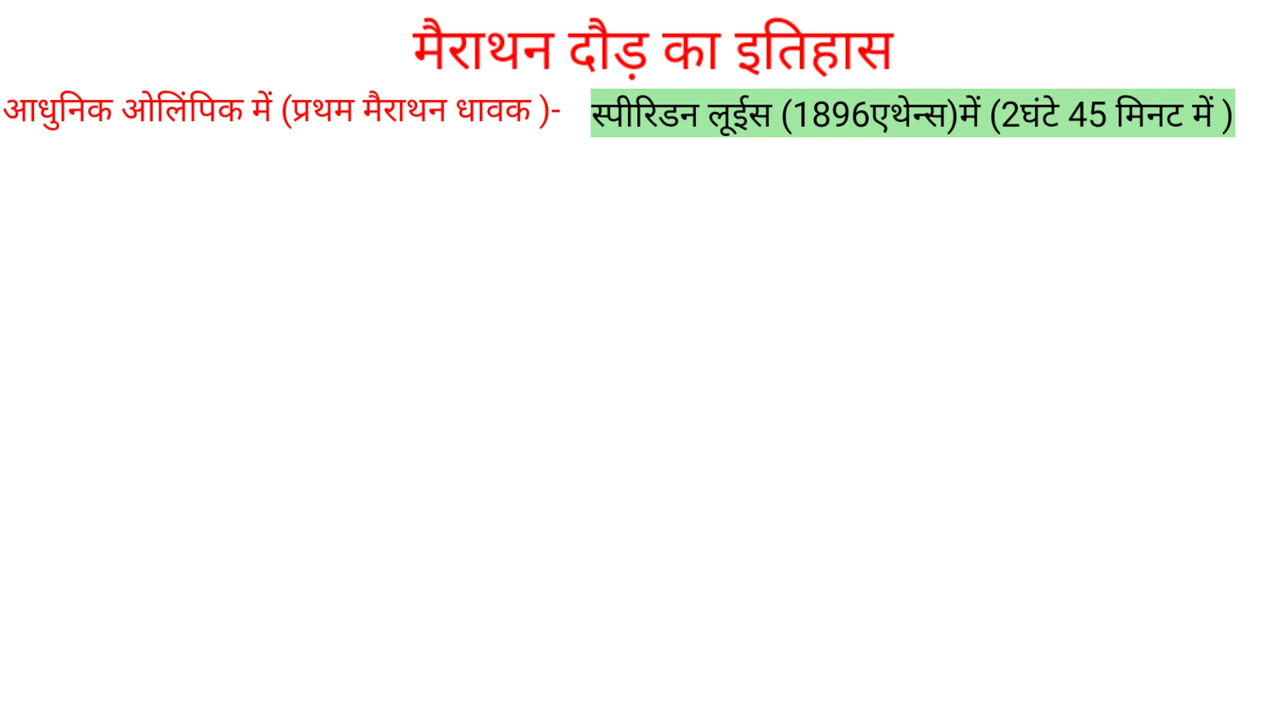 मैराथन दौड़ का इतिहास
आधुनिक ओलिंपिक में (प्रथम मैराथन धावक )- स्पीरिडन लूईस (1896एथेन्स)में (2घंटे 45 मिनट में )